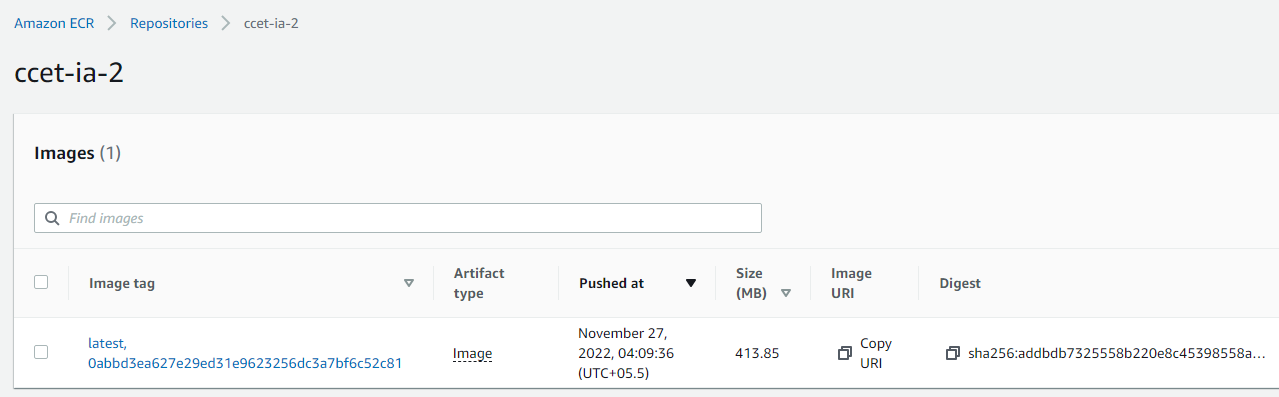 Amazon ECR > Repositories > ccet-ia-2
ccet-ia-2
Images (1)
Find images
Image tag
Artifact
type
Pushed at
Size
(MB)
Image
URI
Digest
latest,
0abbd3ea627e29ed31e9623256dc3a7bf6c52c81
Image
November 27,
2022, 04:09:36
(UTC+05.5)
413.85
Copy
URI
sha256:addbdb7325558b220e8c45398558a...